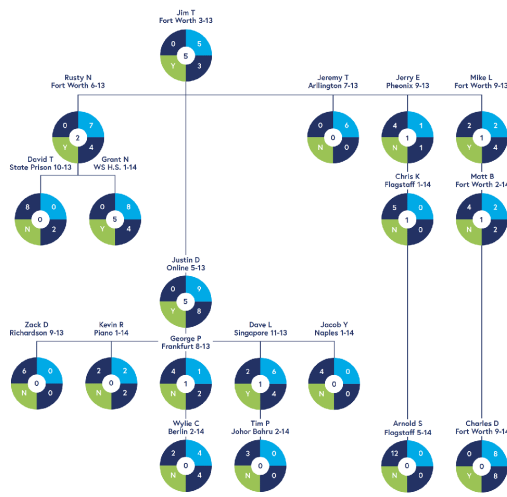 Jim T
Fort Worth 3-13
0 5
5
Y 3
Rusty N
Fort Worth 6-13
Jeremy T
Arilington 7-13
Jerry E
Pheonix 9-13
Mike L
Fort Worth 9-13
0 7
2
Y 4
0 6
0
N 0
4 1
1
N 1
2 2
1
Y 4
David T
State Prison 10-13
Grant N
WS H.S. 1-14
Chris K
Flagstaff 1-14
Matt B
Fort Worth 2-14
8 0
0
N 2
0 8
5
Y 4
5 0
1
N 0
4 2
1
N 2
Justin D
Online 5-13
0 9
5
Y 8
Zack D
Richardson 9-13
Kevin R
Plano 1-14
George P
Frankfurt 8-13
Dave L
Singapore 11-13
Jacob Y
Naples 1-14
6 0
0
N 0
2 2
0
N 0
4 1
1
N 2
2 6
1
Y 4
4 0
0
N 0
Wylie C
Berlin 2-14
Tim P
Johor Bahru 2-14
Arnold S
Flagstaff 5-14
Charles D
Fort Worth 9-14
2 4
0
N 4
3 0
0
N 0
12 0
0
N 0
0 8
0
Y 8